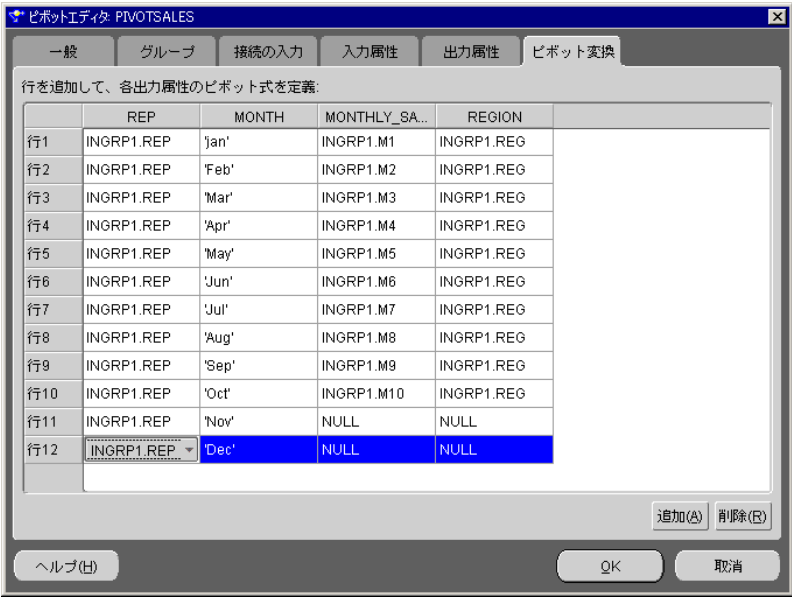 ピボットエディタ: PIVOTSALES
一般 グループ 接続の入力 入力属性 出力属性 ピボット変換
行を追加して、各出力属性のピボット式を定義:
REP MONTH MONTHLY_SA... REGION
行1 INGRP1.REP 'jan' INGRP1.M1 INGRP1.REG
行2 INGRP1.REP 'Feb' INGRP1.M2 INGRP1.REG
行3 INGRP1.REP 'Mar' INGRP1.M3 INGRP1.REG
行4 INGRP1.REP 'Apr' INGRP1.M4 INGRP1.REG
行5 INGRP1.REP 'May' INGRP1.M5 INGRP1.REG
行6 INGRP1.REP 'Jun' INGRP1.M6 INGRP1.REG
行7 INGRP1.REP 'Jul' INGRP1.M7 INGRP1.REG
行8 INGRP1.REP 'Aug' INGRP1.M8 INGRP1.REG
行9 INGRP1.REP 'Sep' INGRP1.M9 INGRP1.REG
行10 INGRP1.REP 'Oct' INGRP1.M10 INGRP1.REG
行11 INGRP1.REP 'Nov' NULL NULL
行12 INGRP1.REP 'Dec' NULL NULL
追加(A) 削除(R)
ヘルプ(H) OK 取消